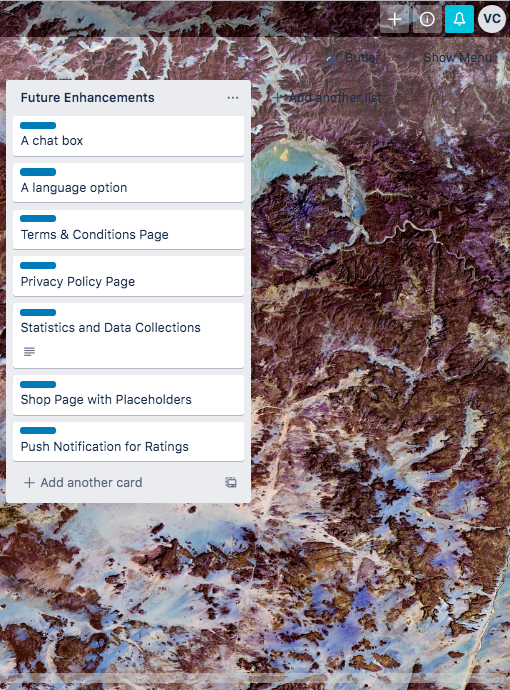 VC
Butler
Show Menu
Future Enhancements
+ Add another list
A chat box
A language option
Terms & Conditions Page
Privacy Policy Page
Statistics and Data Collections
Shop Page with Placeholders
Push Notification for Ratings
+ Add another card